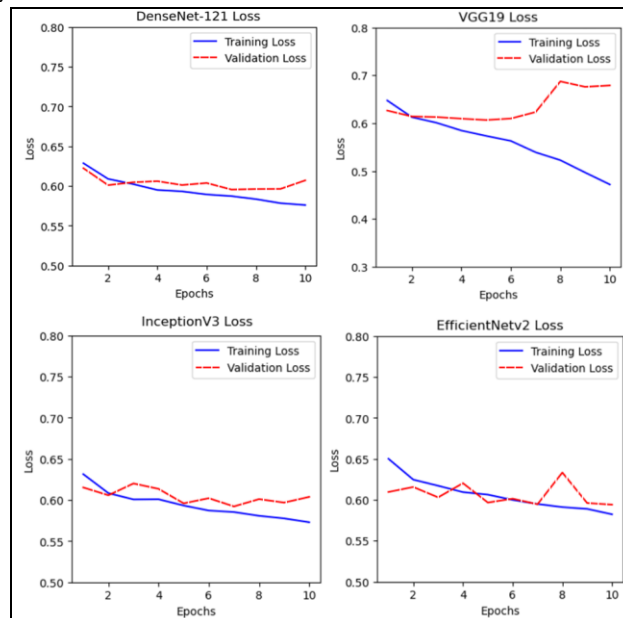 DenseNet-121 Loss
0.80
0.75
0.70
0.65
0.60
0.55
0.50
Loss
Training Loss
Validation Loss
2
4
6
8
10
Epochs
VGG19 Loss
0.8
0.7
0.6
0.5
0.4
0.3
Loss
Training Loss
Validation Loss
2
4
6
8
10
Epochs
InceptionV3 Loss
0.80
0.75
0.70
0.65
0.60
0.55
0.50
Loss
Training Loss
Validation Loss
2
4
6
8
10
Epochs
EfficientNetv2 Loss
0.80
0.75
0.70
0.65
0.60
0.55
0.50
Loss
Training Loss
Validation Loss
2
4
6
8
10
Epochs